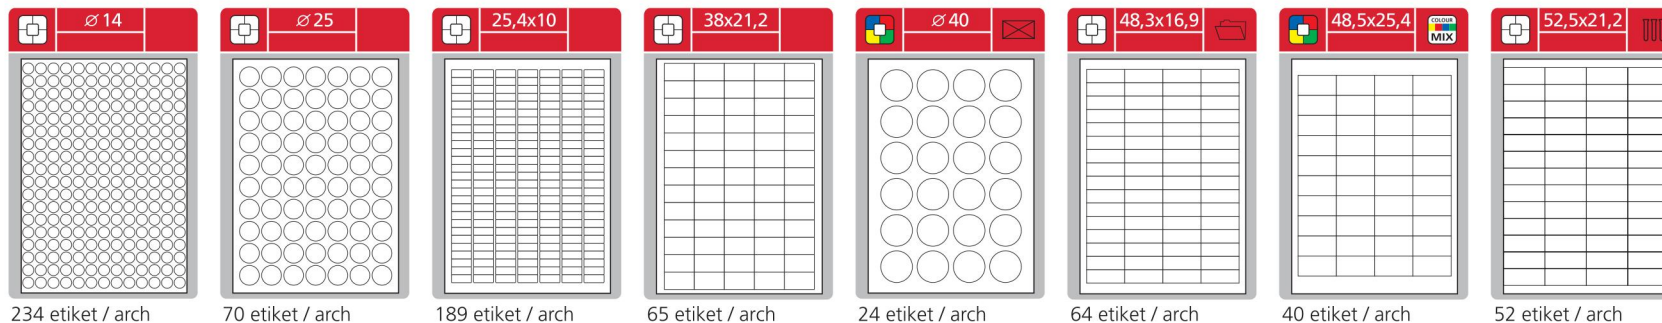 ⌀ 14
⌀ 25
25,4x10
38x21,2
⌀ 40
48,3x16,9
48,5x25,4
COLOUR
MIX
52,5x21,2
234 etiket / arch
70 etiket / arch
189 etiket / arch
65 etiket / arch
24 etiket / arch
64 etiket / arch
40 etiket / arch
52 etiket / arch